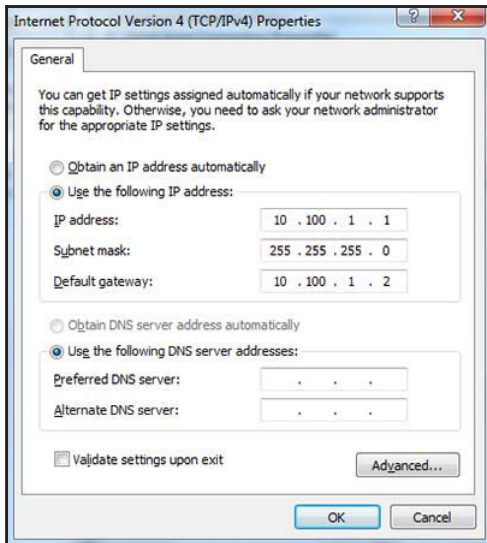 Internet Protocol Version 4 (TCP/IPv4) Properties
?
X
General
You can get IP settings assigned automatically if your network supports
this capability. Otherwise, you need to ask your network administrator
for the appropriate IP settings.
Obtain an IP address automatically
Use the following IP address:
IP address: 10 . 100 . 1 . 1
Subnet mask: 255 . 255 . 255 . 0
Default gateway: 10 . 100 . 1 . 2
Obtain DNS server address automatically
Use the following DNS server addresses:
Preferred DNS server: . . .
Alternate DNS server: . . .
Validate settings upon exit
Advanced...
OK
Cancel